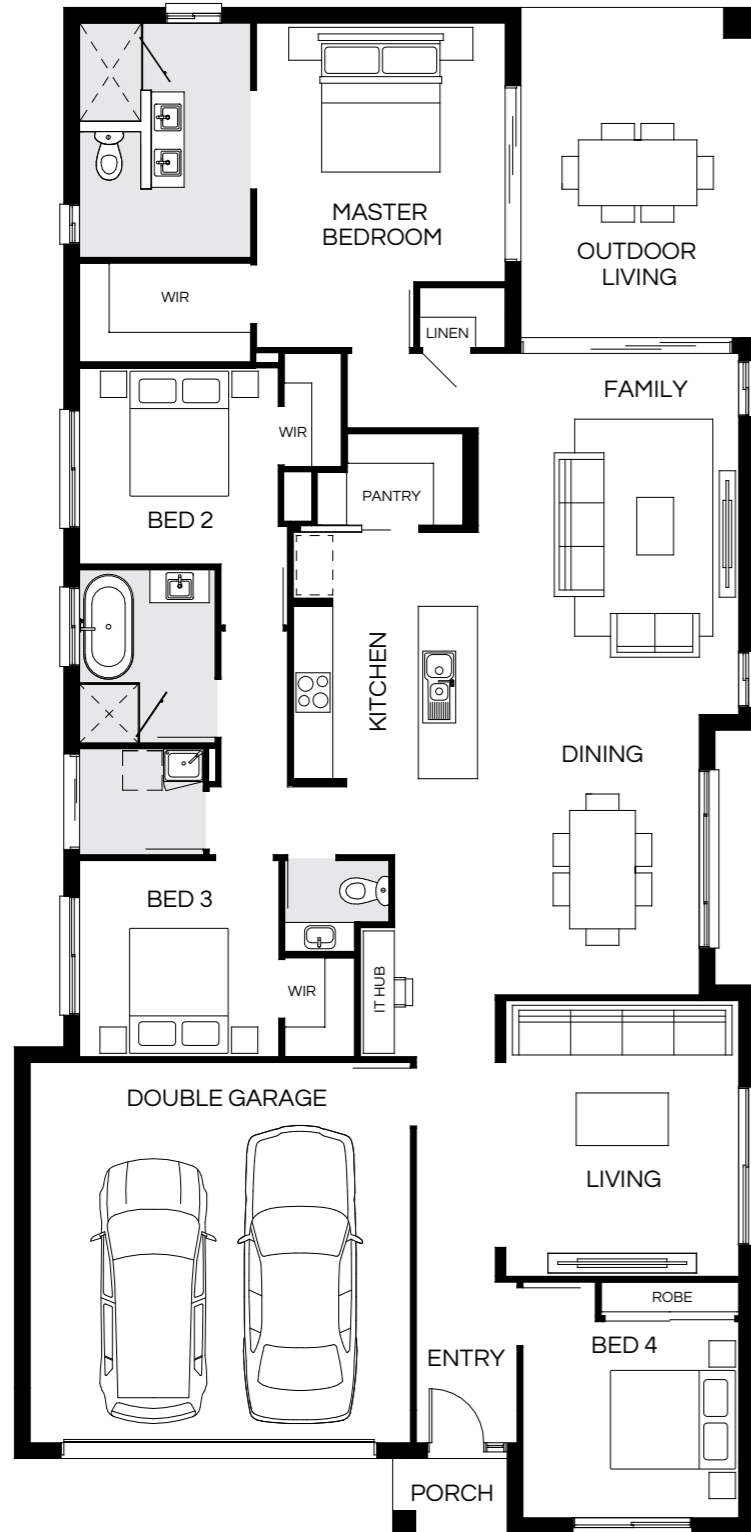 MASTER
BEDROOM
OUTDOOR
LIVING
WIR
LINEN
FAMILY
WIR
PANTRY
BED 2
KITCHEN
DINING
BED 3
WIR
IT HUB
DOUBLE GARAGE
LIVING
ROBE
BED 4
ENTRY
PORCH